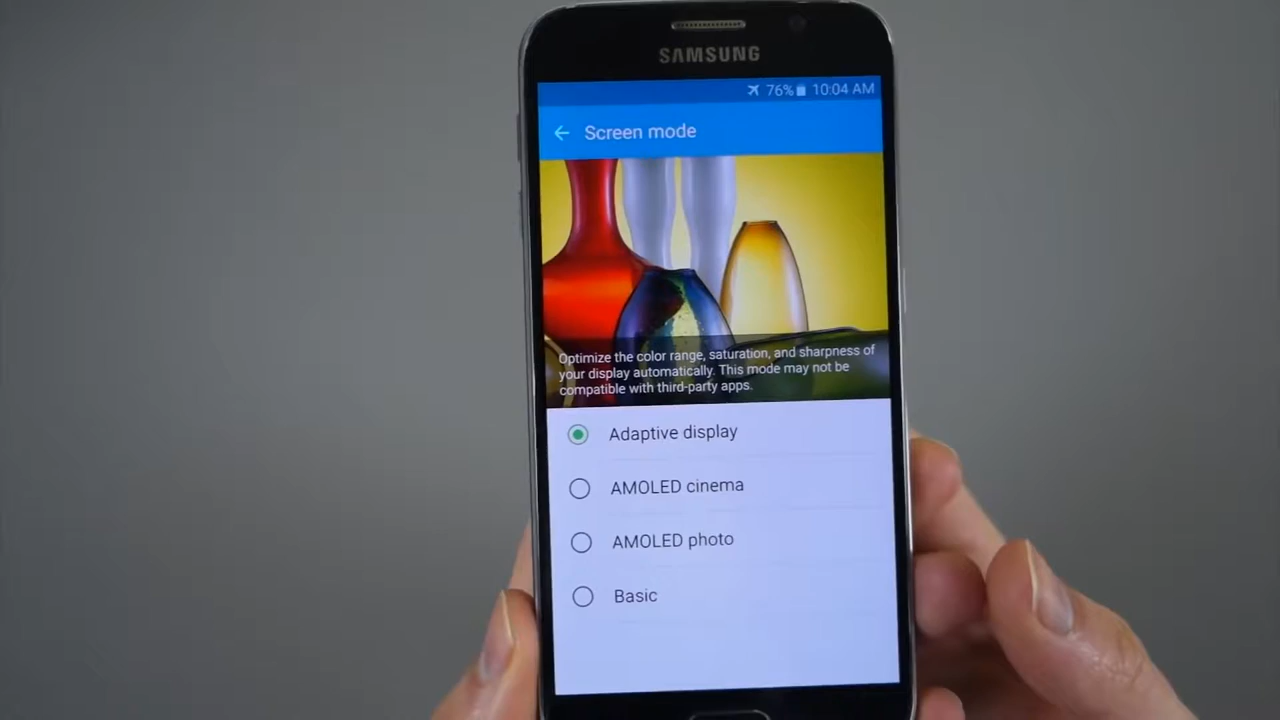 SAMSUNG
76% 10:04 AM
Screen mode
Optimize the color range, saturation, and sharpness of
your display automatically. This mode may not be
compatible with third-party apps.
Adaptive display
AMOLED cinema
AMOLED photo
Basic